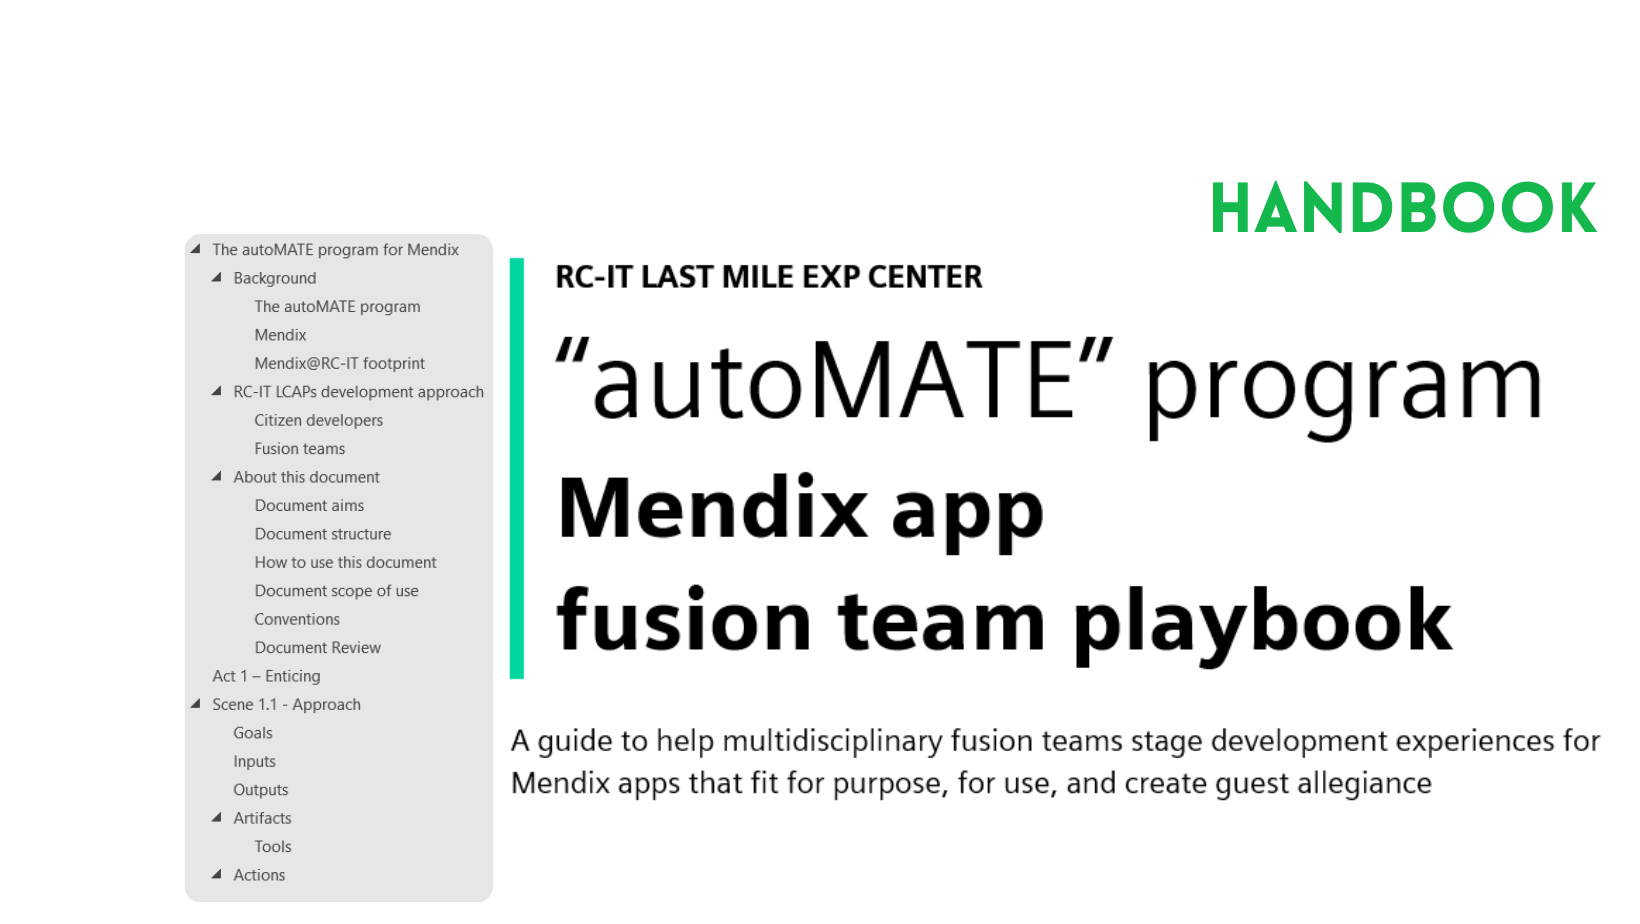 HANDBOOK
The autoMATE program for Mendix
Background
The autoMATE program
Mendix
Mendix@RC-IT footprint
RC-IT LCAPs development approach
Citizen developers
Fusion teams
About this document
Document aims
Document structure
How to use this document
Document scope of use
Conventions
Document Review
Act 1 – Enticing
Scene 1.1 - Approach
Goals
Inputs
Outputs
Artifacts
Tools
Actions
RC-IT LAST MILE EXP CENTER
“autoMATE” program
Mendix app
fusion team playbook
A guide to help multidisciplinary fusion teams stage development experiences for
Mendix apps that fit for purpose, for use, and create guest allegiance